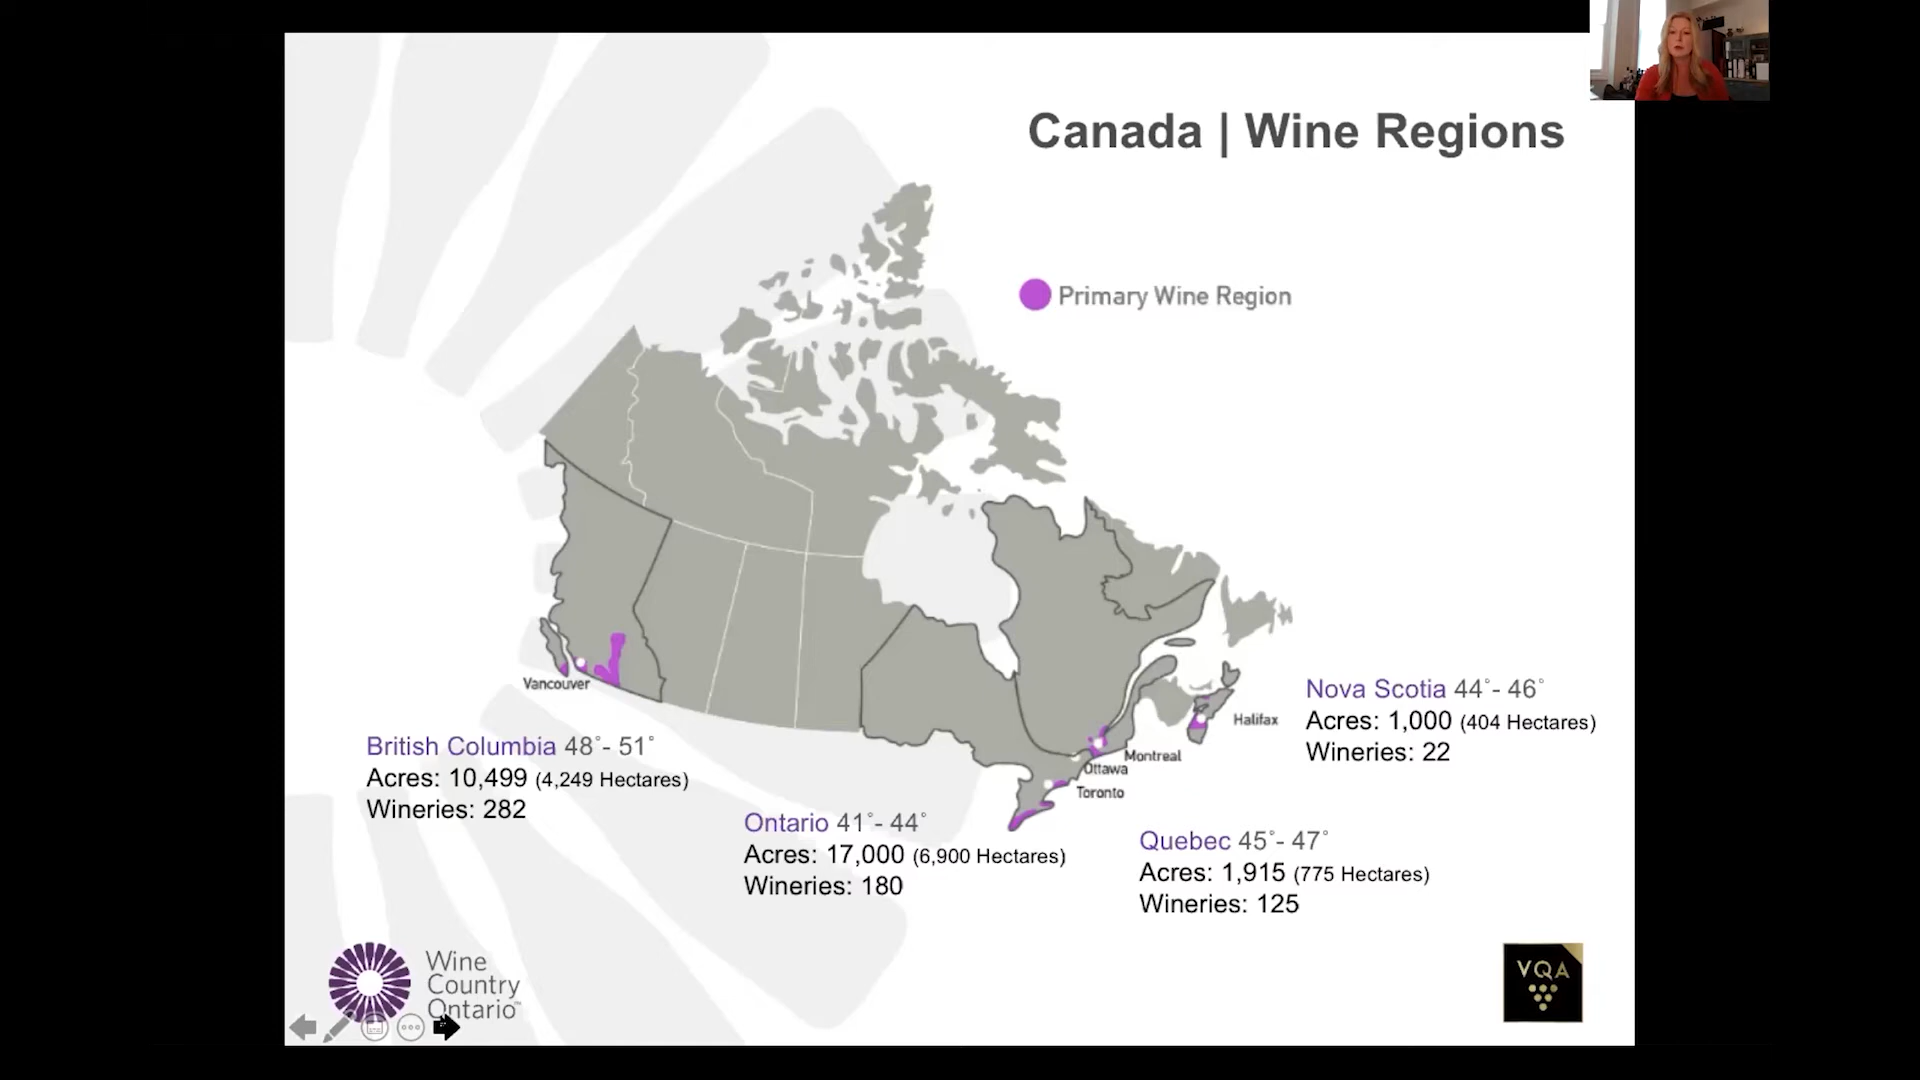 Canada | Wine Regions
Primary Wine Region
Vancouver
Halifax
Montreal
Ottawa
Toronto
Nova Scotia 44°- 46°
Acres: 1,000 (404 Hectares)
Wineries: 22
British Columbia 48°- 51°
Acres: 10,499 (4,249 Hectares)
Wineries: 282
Ontario 41°- 44°
Acres: 17,000 (6,900 Hectares)
Wineries: 180
Quebec 45°- 47°
Acres: 1,915 (775 Hectares)
Wineries: 125
Wine
Country
Ontario™
VQA